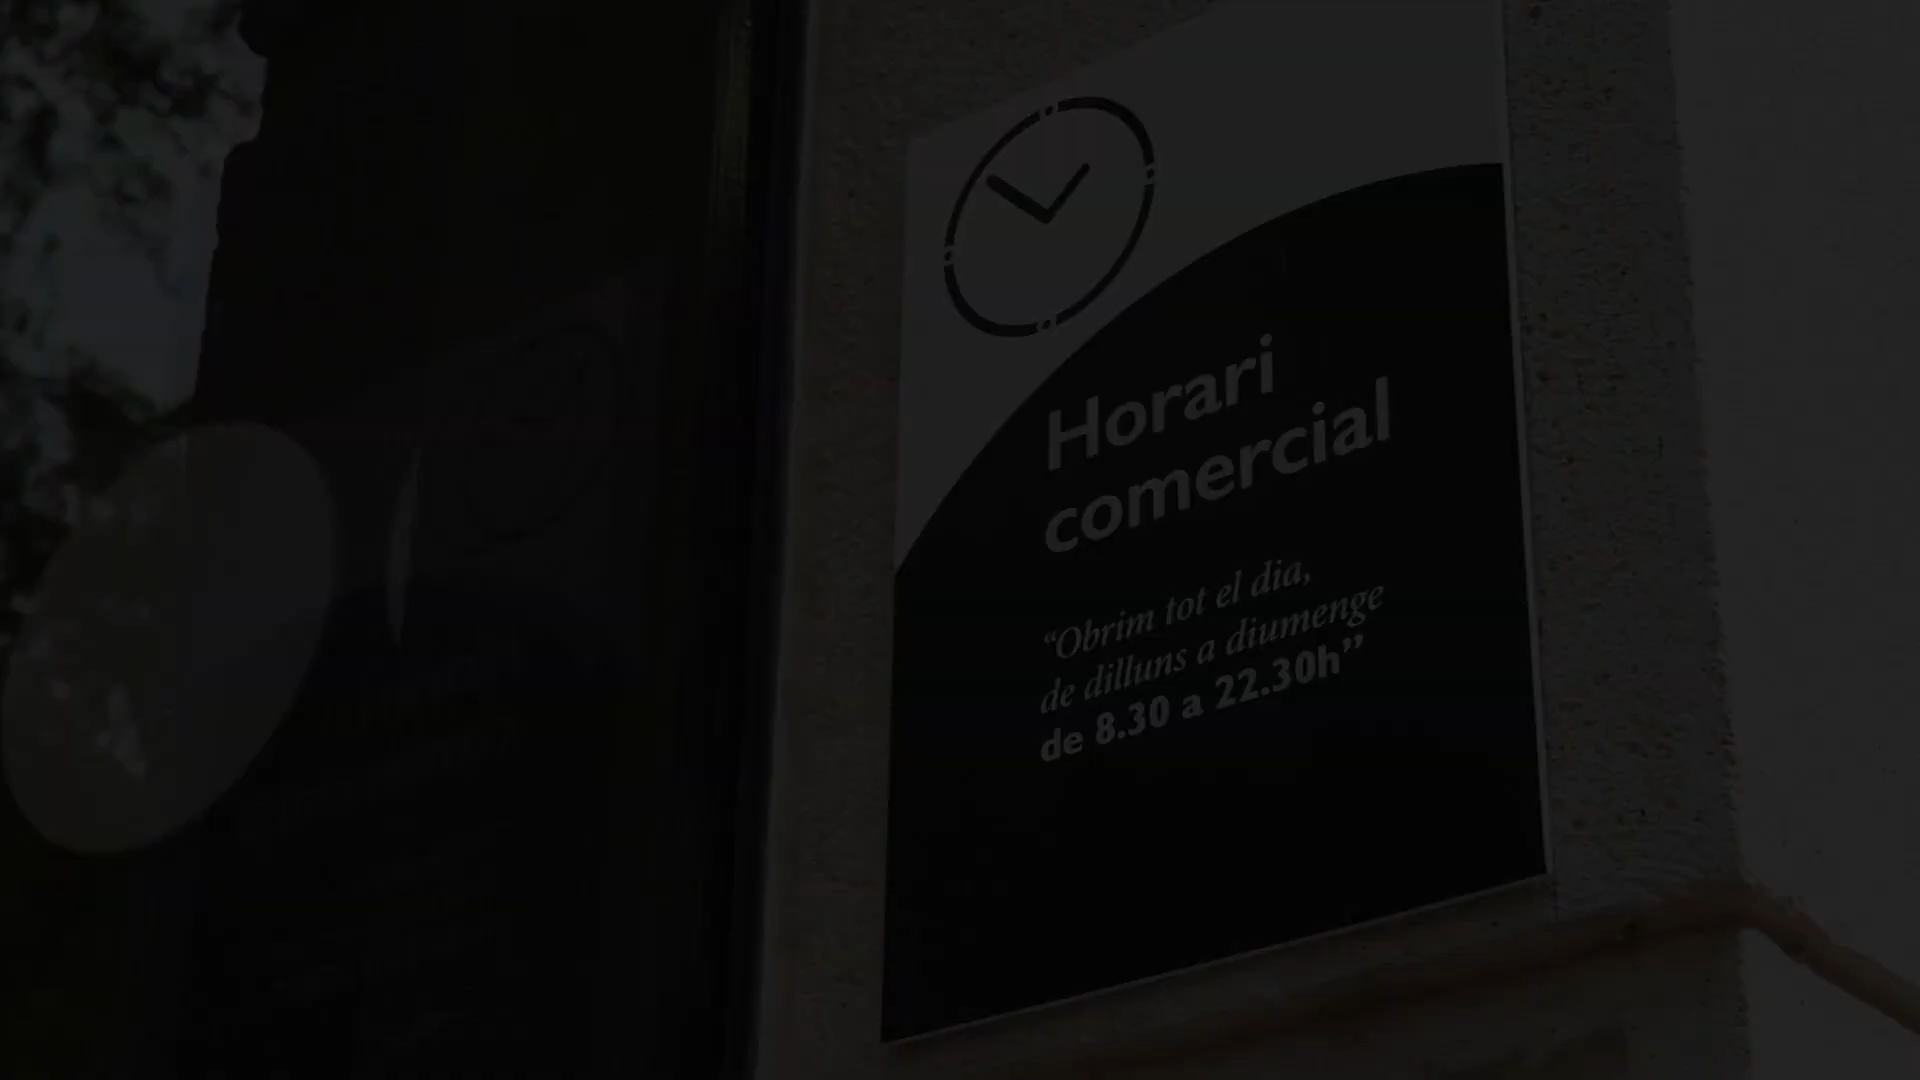 Horari
comercial
“Obrim tot el dia,
de dilluns a diumenge
de 8.30 a 22.30h”